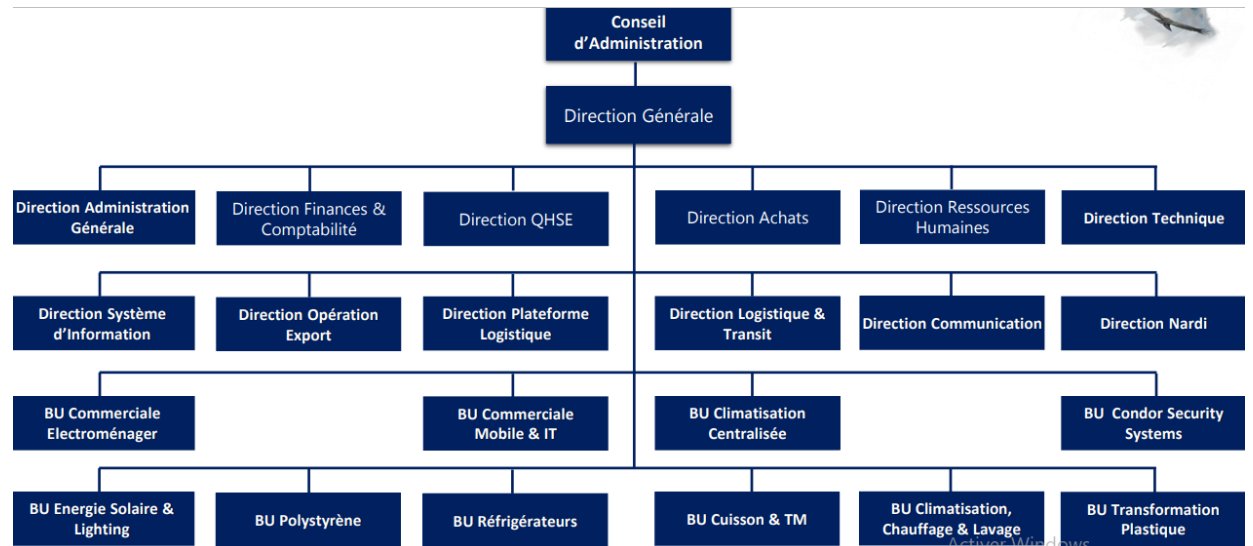 Conseil
d'Administration
Direction Générale
Direction Administration
Générale
Direction Finances &
Comptabilité
Direction QHSE
Direction Achats
Direction Ressources
Humaines
Direction Technique
Direction Système
d'Information
Direction Opération
Export
Direction Plateforme
Logistique
Direction Logistique &
Transit
Direction Communication
Direction Nardi
BU Commerciale
Electroménager
BU Commerciale
Mobile & IT
BU Climatisation
Centralisée
BU Condor Security
Systems
BU Energie Solaire &
Lighting
BU Polystyrène
BU Réfrigérateurs
BU Cuisson & TM
BU Climatisation,
Chauffage & Lavage
BU Transformation
Plastique
Activer Windows